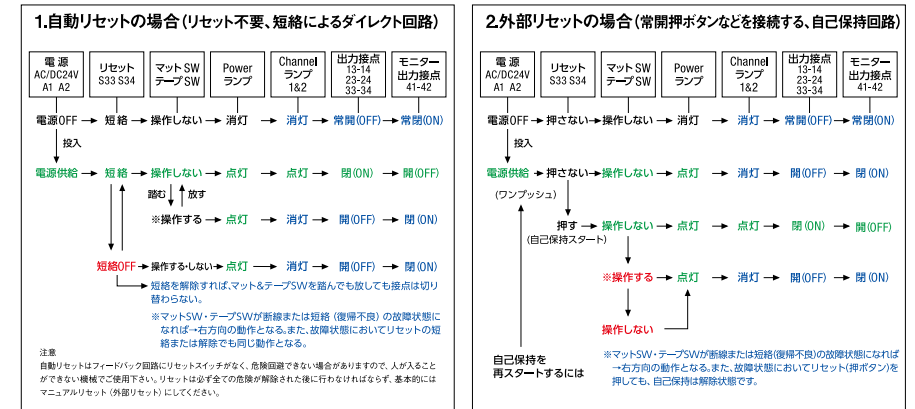 1.自動リセットの場合(リセット不要、短絡によるダイレクト回路)
電 源
AC/DC24V
A1 A2
リセット
S33 S34
マットSW
テープSW
Power
ランプ
Channel
ランプ
1&2
出力接点
13-14
23-24
33-34
モニター
出力接点
41-42
電源OFF→短絡→操作しない→消灯→消灯→常開(OFF)→常閉(ON)
投入
電源供給→短絡→操作しない→点灯→点灯→閉(ON)→開(OFF)
踏む 放す
※操作する→点灯→消灯→開(OFF)→閉(ON)
短絡OFF→操作する・しない→点灯→消灯→開(OFF)→閉(ON)
短絡を解除すれば、マット&テープSWを踏んでも放しても接点は切り
替わらない。
※マットSW・テープSWが断線または短絡(復帰不良)の故障状態に
なれば→右方向の動作となる。また、故障状態においてリセットの短
絡または解除でも同じ動作となる。
注意
自動リセットはフィードバック回路にリセットスイッチがなく、危険回避できない場合がありますので、人が入ること
ができない機械でご使用下さい。リセットは必ず全ての危険が解除された後に行わなければならず、基本的には
マニュアルリセット(外部リセット)にしてください。
2.外部リセットの場合(常開押ボタンなどを接続する、自己保持回路)
電 源
AC/DC24V
A1 A2
リセット
S33 S34
マットSW
テープSW
Power
ランプ
Channel
ランプ
1&2
出力接点
13-14
23-24
33-34
モニター
出力接点
41-42
電源OFF→押さない→操作しない→消灯→消灯→常開(OFF)→常閉(ON)
投入
電源供給→押さない→操作しない→点灯→消灯→開(OFF)→閉(ON)
(ワンプッシュ)
押す→操作しない→点灯→点灯→閉(ON)→開(OFF)
(自己保持スタート)
※操作する→点灯→消灯→開(OFF)→閉(ON)
操作しない
自己保持を
再スタートするには
※マットSW・テープSWが断線または短絡(復帰不良)の故障状態になれば
→右方向の動作となる。また、故障状態においてリセット(押ボタン)を
押しても、自己保持は解除状態です。